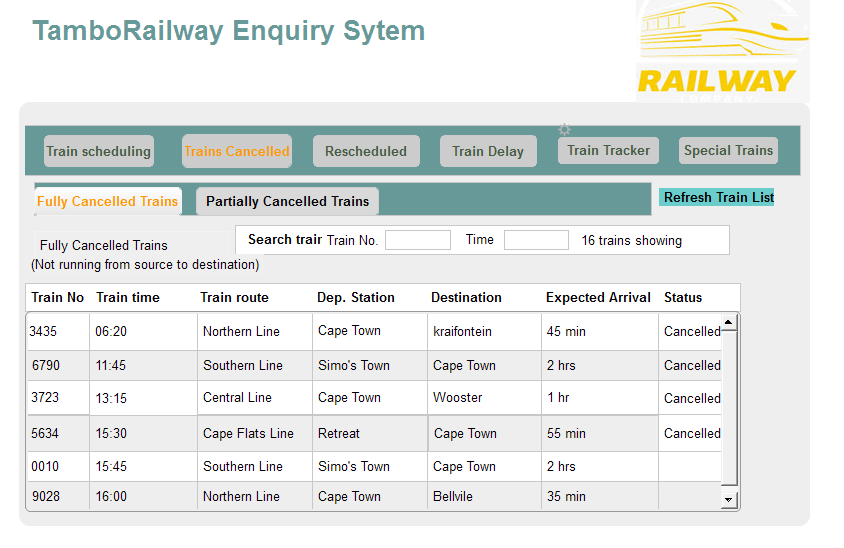 TamboRailway Enquiry Sytem
RAILWAY
COMPANY
Train scheduling Trains Cancelled Rescheduled Train Delay Train Tracker Special Trains
Fully Cancelled Trains Partially Cancelled Trains Refresh Train List
Fully Cancelled Trains Search trair Train No. Time 16 trains showing
(Not running from source to destination)
Train No Train time Train route Dep. Station Destination Expected Arrival Status
3435 06:20 Northern Line Cape Town kraifontein 45 min Cancelled
6790 11:45 Southern Line Simo's Town Cape Town 2 hrs Cancelled
3723 13:15 Central Line Cape Town Wooster 1 hr Cancelled
5634 15:30 Cape Flats Line Retreat Cape Town 55 min Cancelled
0010 15:45 Southern Line Simo's Town Cape Town 2 hrs
9028 16:00 Northern Line Cape Town Bellvile 35 min